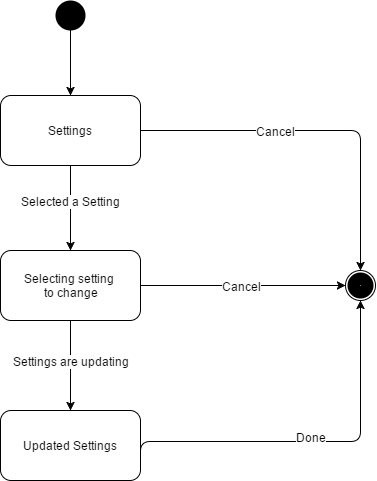 Settings
Cancel
Selected a Setting
Selecting setting
to change
Cancel
Settings are updating
Done
Updated Settings